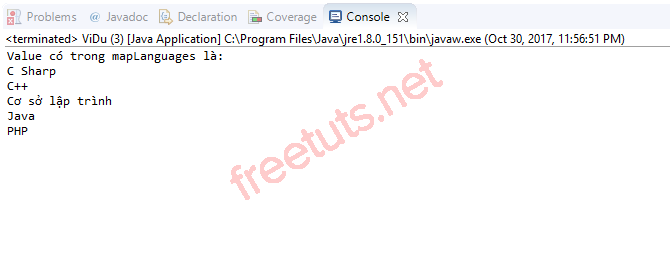 Problems @ Javadoc Declaration Coverage Console
<terminated> ViDu (3) [Java Application] C:\Program Files\Java\jre1.8.0_151\bin\javaw.exe (Oct 30, 2017, 11:56:51 PM)
Value có trong mapLanguages là:
C Sharp
C++
Cơ sở lập trình
Java
PHP
freetuts.net